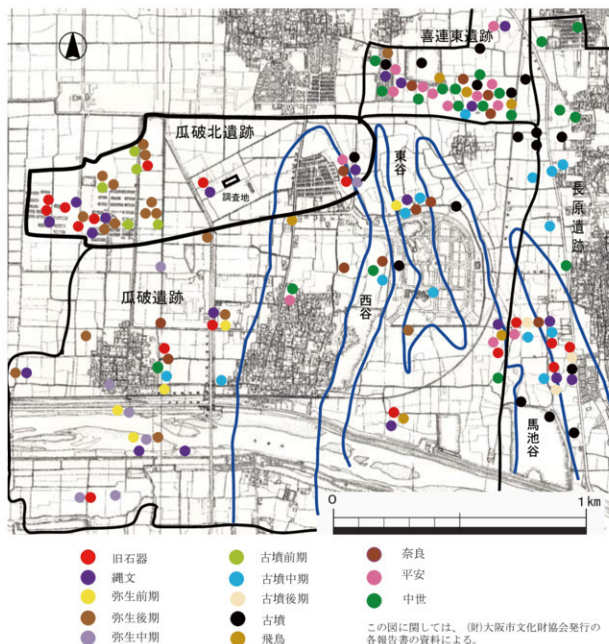 喜連東遺跡
瓜破北遺跡
東谷
調査地
長原遺跡
瓜破遺跡
西谷
馬池谷
0
1km
旧石器
縄文
弥生前期
弥生後期
弥生中期
古墳前期
古墳中期
古墳後期
古墳
飛鳥
奈良
平安
中世
この図に関しては、(財)大阪市文化財協会発行の
各報告書の資料による。